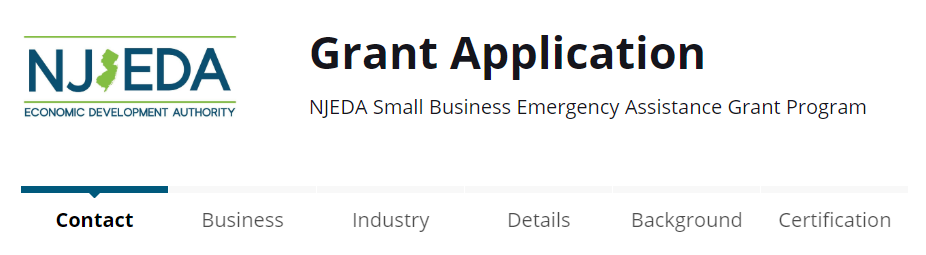 NJEDA
ECONOMIC DEVELOPMENT AUTHORITY
Grant Application
NJEDA Small Business Emergency Assistance Grant Program
Contact Business Industry Details Background Certification